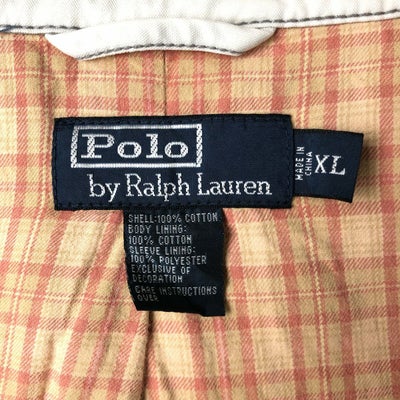 Polo
by Ralph Lauren
MADE IN
CHINA
XL
SHELL:100% COTTON
BODY LINING:
100% COTTON
SLEEVE LINING:
100% POLYESTER
EXCLUSIVE OF
DECORATION
CARE INSTRUCTIONS
OVER